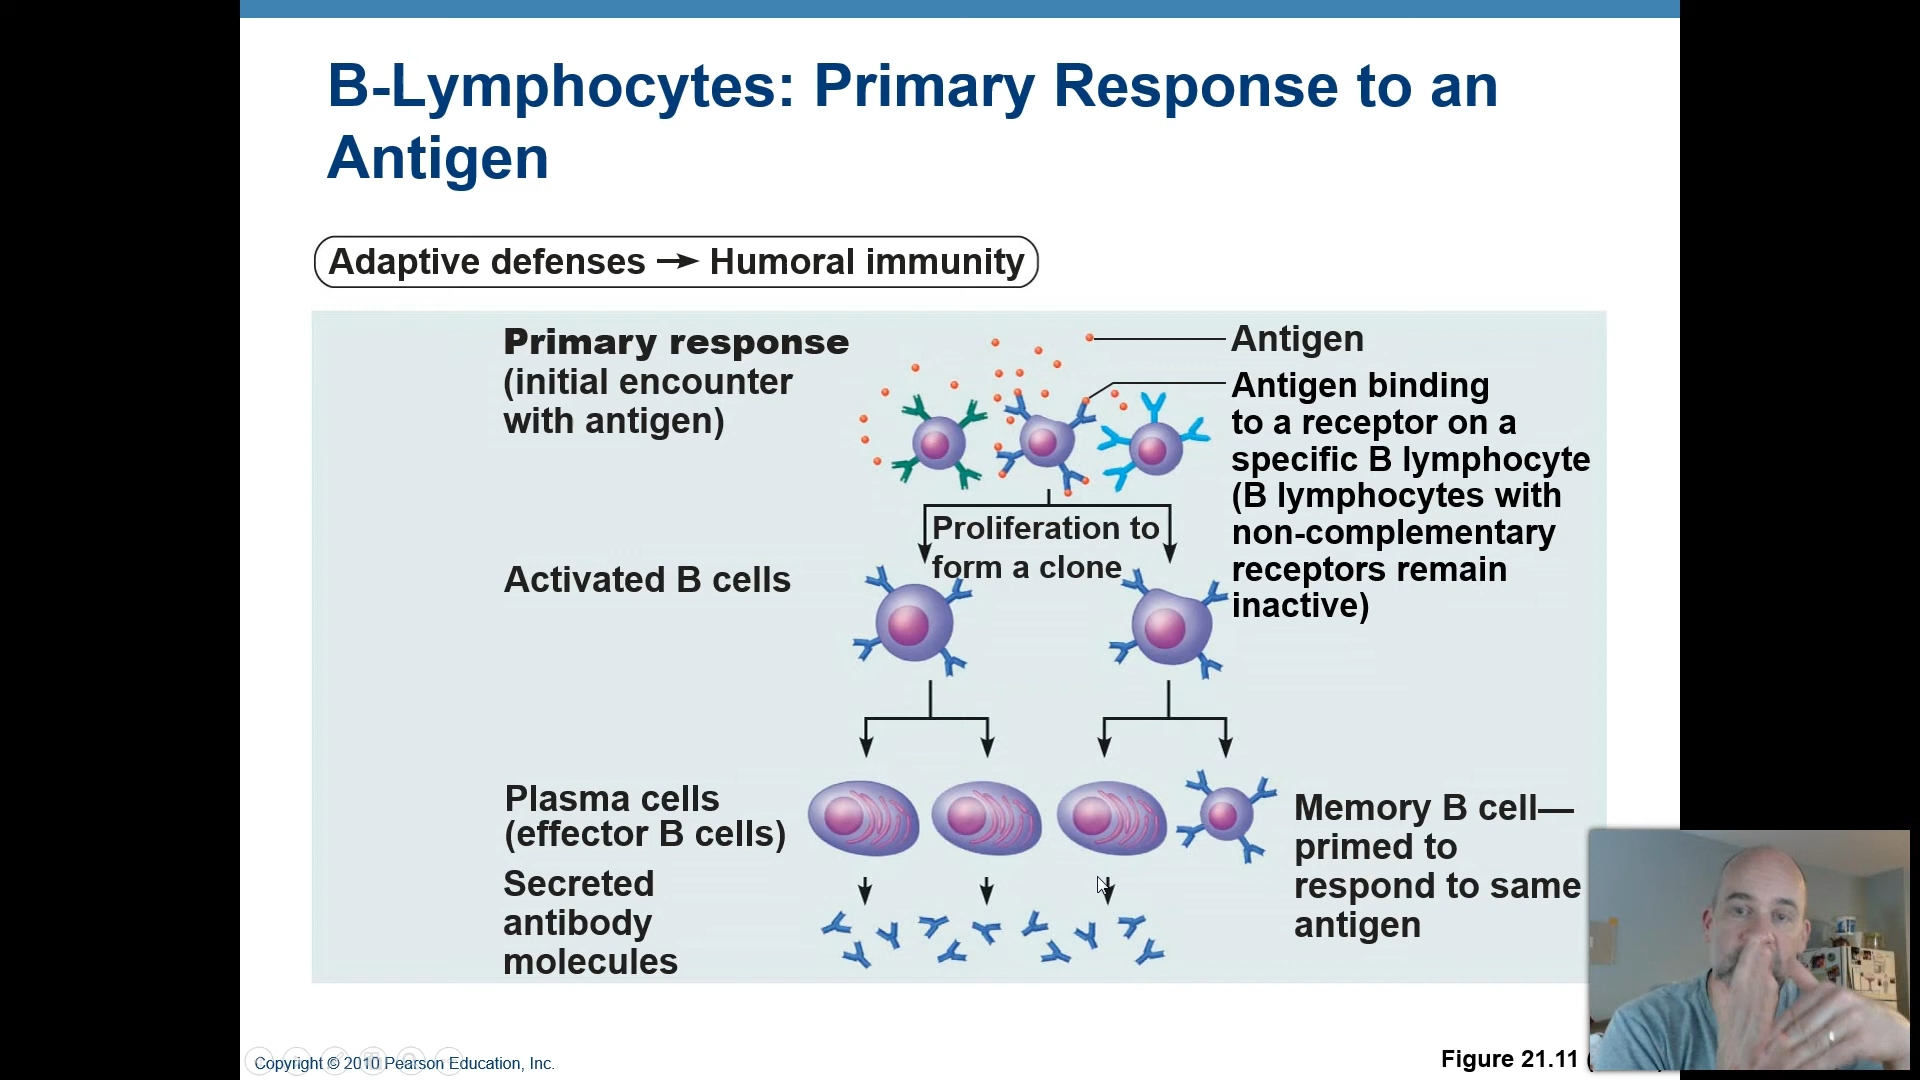 B-Lymphocytes: Primary Response to an
Antigen
Adaptive defenses → Humoral immunity
Primary response
(initial encounter
with antigen)
Antigen
Antigen binding
to a receptor on a
specific B lymphocyte
(B lymphocytes with
non-complementary
receptors remain
inactive)
Proliferation to
form a clone
Activated B cells
Plasma cells
(effector B cells)
Secreted
antibody
molecules
Memory B cell—
primed to
respond to same
antigen
Copyright © 2010 Pearson Education, Inc.
Figure 21.11